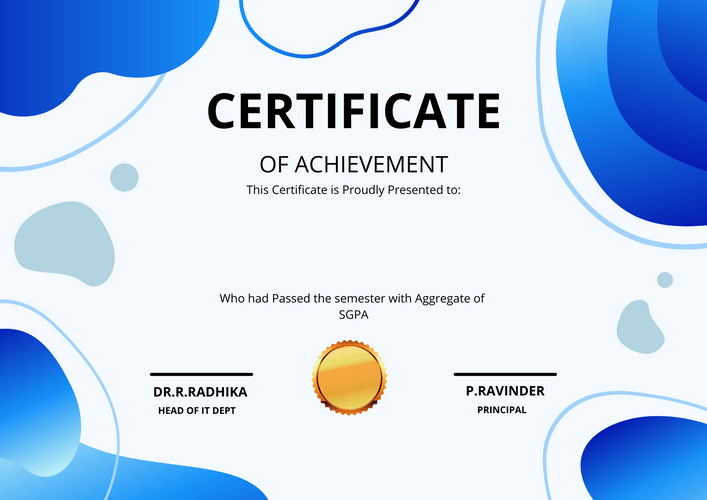 CERTIFICATE
OF ACHIEVEMENT
This Certificate is Proudly Presented to:
Who had Passed the semester with Aggregate of
SGPA
DR.R.RADHIKA
HEAD OF IT DEPT
P.RAVINDER
PRINCIPAL